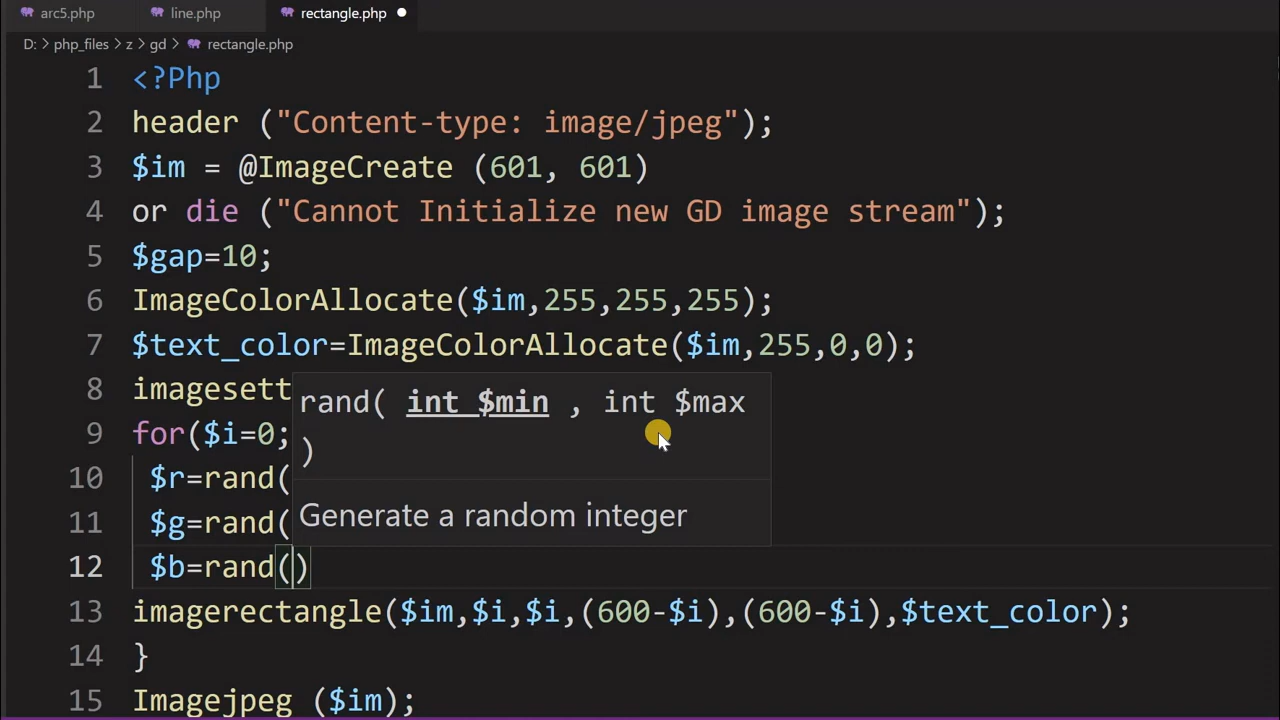 arc5.php line.php rectangle.php
D: > php_files > z > gd > rectangle.php
1 <?Php
2 header ("Content-type: image/jpeg");
3 $im = @ImageCreate (601, 601)
4 or die ("Cannot Initialize new GD image stream");
5 $gap=10;
6 ImageColorAllocate($im,255,255,255);
7 $text_color=ImageColorAllocate($im,255,0,0);
8 imagesett
rand( int $min , int $max
9 for($i=0;
)
10 $r=rand(
11 $g=rand(
Generate a random integer
12 $b=rand()
13 imagerectangle($im,$i,$i,(600-$i),(600-$i),$text_color);
14 }
15 Imagejpeg ($im);